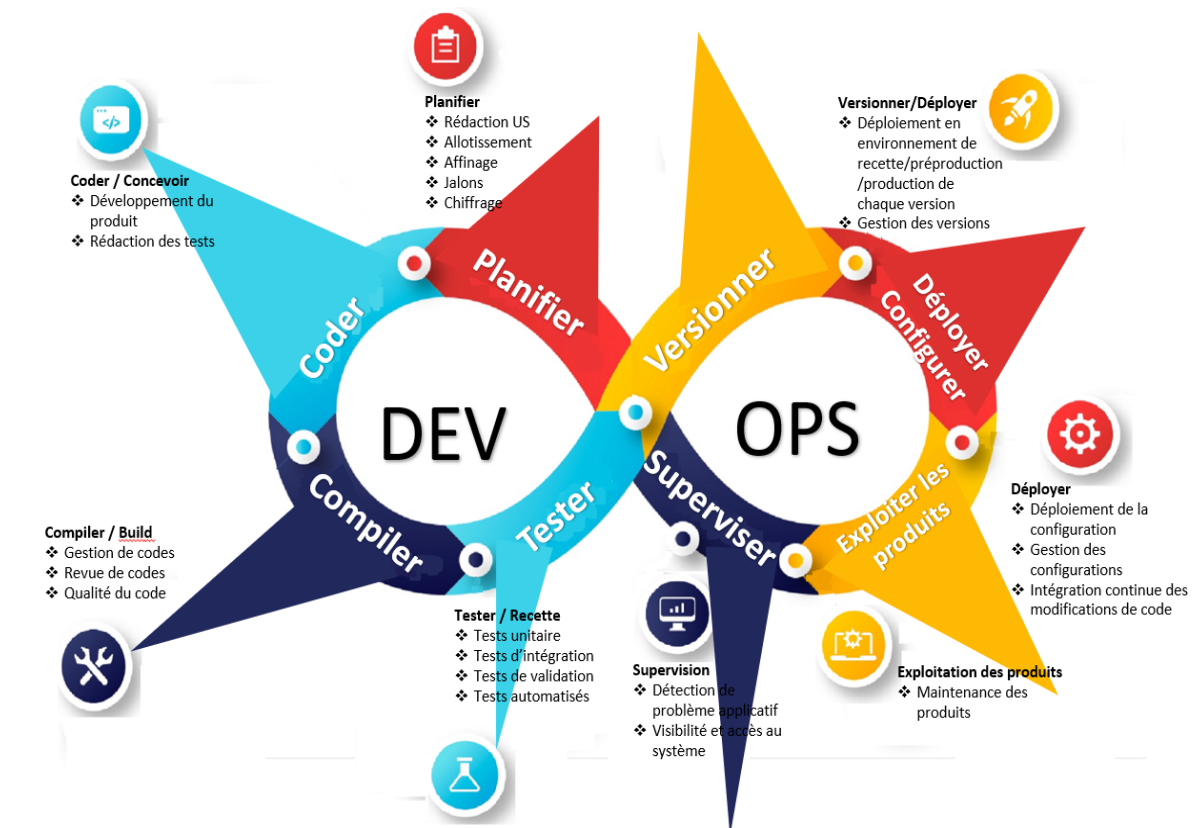 Planifier
❖ Rédaction US
❖ Allotissement
❖ Affinage
❖ Jalons
❖ Chiffrage
Versionner/Déployer
❖ Déploiement en
environnement de
recette/préproduction
/production de
chaque version
❖ Gestion des versions
Coder / Concevoir
❖ Développement du
produit
❖ Rédaction des tests
Coder
Planifier
Versionner
Déployer
Configurer
DEV
OPS
Compiler
Tester
Superviser
Exploiter les
produits
Compiler / Build
❖ Gestion de codes
❖ Revue de codes
❖ Qualité du code
Déployer
❖ Déploiement de la
configuration
❖ Gestion des
configurations
❖ Intégration continue des
modifications de code
Tester / Recette
❖ Tests unitaire
❖ Tests d’intégration
❖ Tests de validation
❖ Tests automatisés
Supervision
❖ Détection de
problème applicatif
❖ Visibilité et accès au
système
Exploitation des produits
❖ Maintenance des
produits